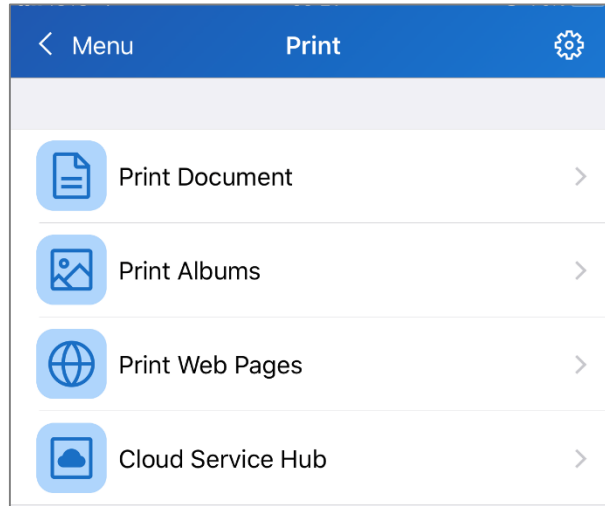 Menu
Print
Print Document
Print Albums
Print Web Pages
Cloud Service Hub